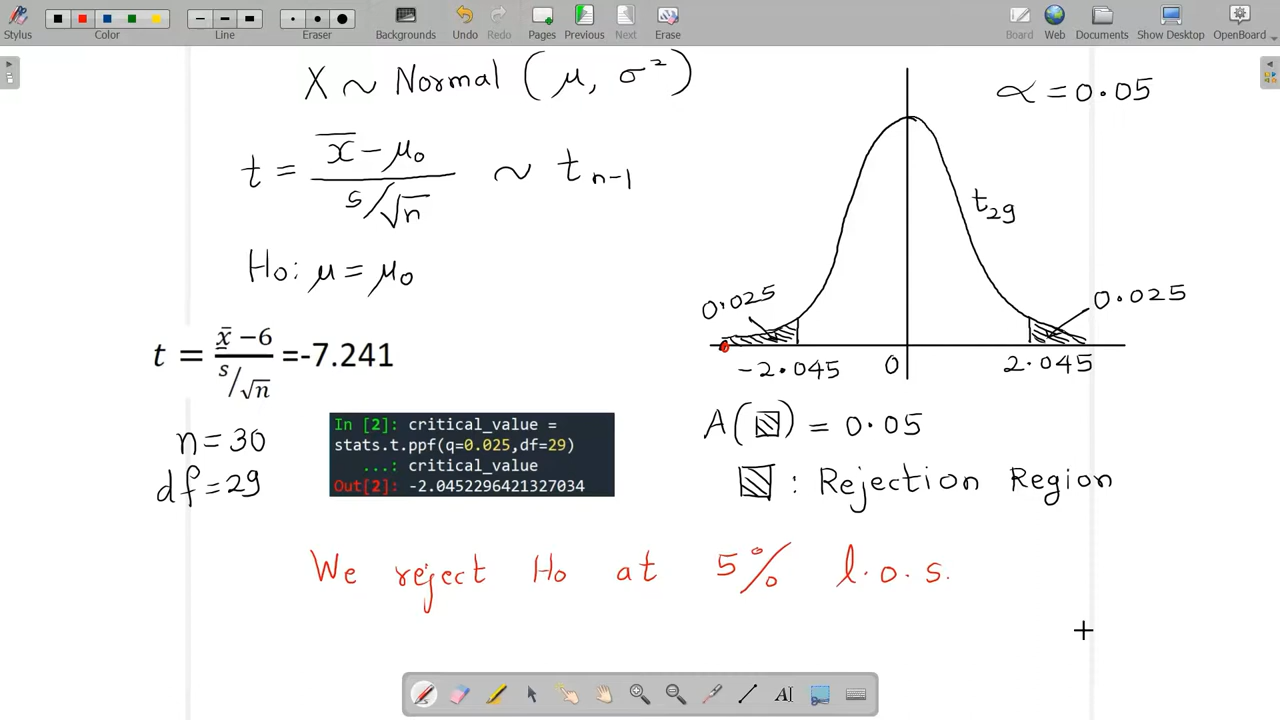 Stylus Color Line Eraser Backgrounds Undo Redo Pages Previous Next Erase Board Web Documents Show Desktop OpenBoard
X ~ Normal (μ, σ²)
α = 0.05
t = x̄ - μ₀ / s/√n ~ t n-1
t29
H₀: μ = μ₀
0.025
0.025
-2.045 0 2.045
t = x̄ -6 / s/√n =-7.241
n = 30
df = 29
In [2]: critical_value =
stats.t.ppf(q=0.025,df=29)
...: critical_value
Out[2]: -2.0452296421327034
A(▨) = 0.05
▨ : Rejection Region
We reject H₀ at 5% l.o.s.
AI